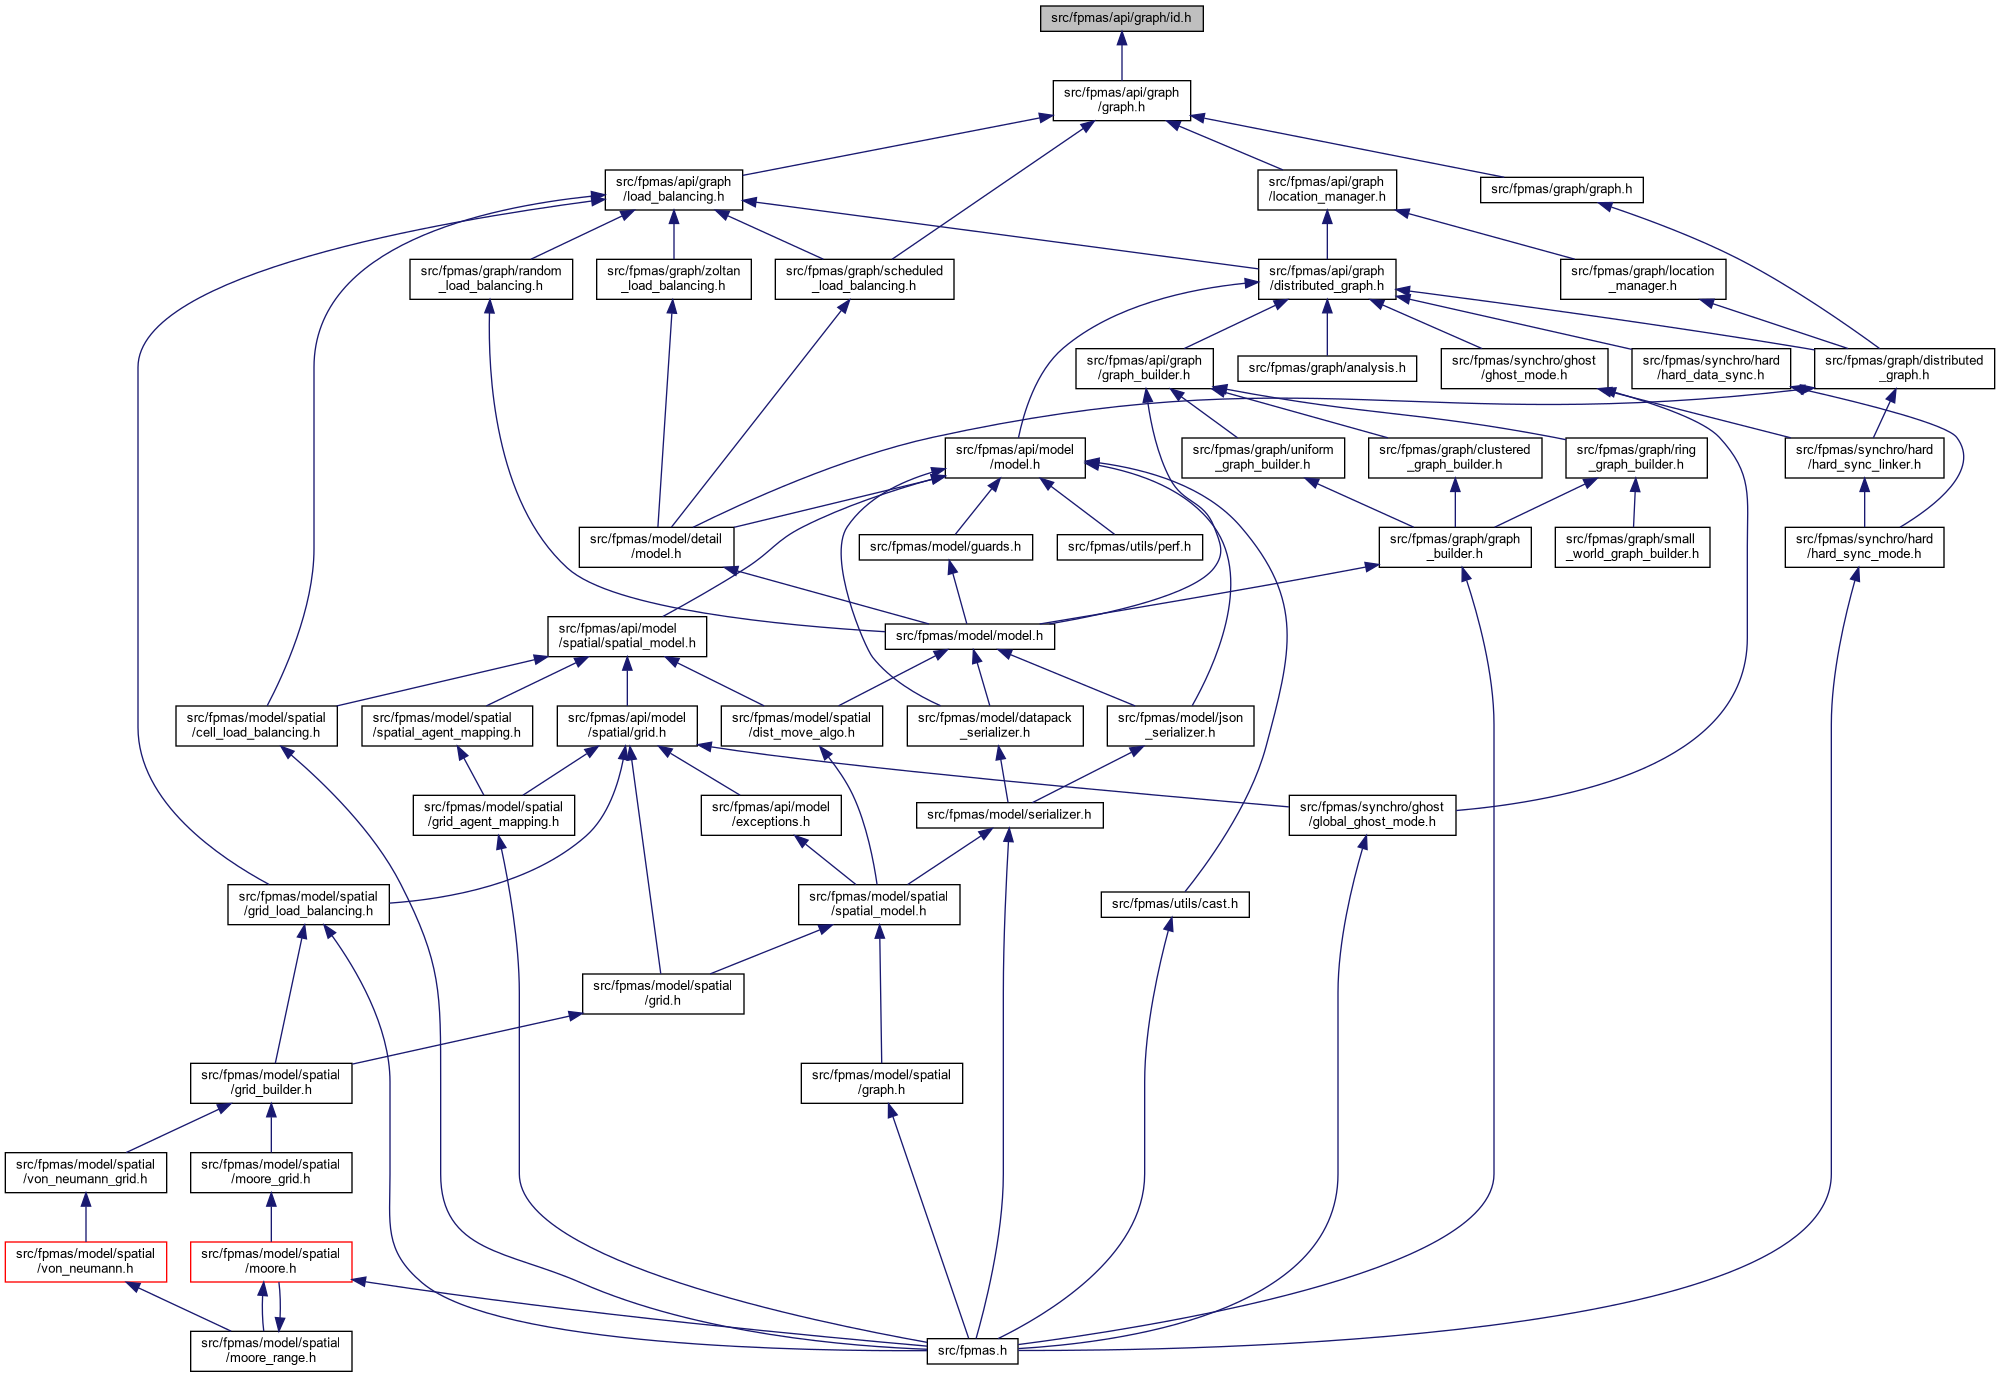 src/fpmas/api/graph/id.h
src/fpmas/api/graph
/graph.h
src/fpmas/api/graph
/load_balancing.h
src/fpmas/api/graph
/location_manager.h
src/fpmas/graph/graph.h
src/fpmas/graph/random
_load_balancing.h
src/fpmas/graph/zoltan
_load_balancing.h
src/fpmas/graph/scheduled
_load_balancing.h
src/fpmas/api/graph
/distributed_graph.h
src/fpmas/graph/location
_manager.h
src/fpmas/api/graph
/graph_builder.h
src/fpmas/graph/analysis.h
src/fpmas/synchro/ghost
/ghost_mode.h
src/fpmas/synchro/hard
/hard_data_sync.h
src/fpmas/graph/distributed
_graph.h
src/fpmas/api/model
/model.h
src/fpmas/graph/uniform
_graph_builder.h
src/fpmas/graph/clustered
_graph_builder.h
src/fpmas/graph/ring
_graph_builder.h
src/fpmas/synchro/hard
/hard_sync_linker.h
src/fpmas/model/detail
/model.h
src/fpmas/model/guards.h
src/fpmas/utils/perf.h
src/fpmas/graph/graph
_builder.h
src/fpmas/graph/small
_world_graph_builder.h
src/fpmas/synchro/hard
/hard_sync_mode.h
src/fpmas/api/model
/spatial/spatial_model.h
src/fpmas/model/model.h
src/fpmas/model/spatial
/cell_load_balancing.h
src/fpmas/model/spatial
/spatial_agent_mapping.h
src/fpmas/api/model
/spatial/grid.h
src/fpmas/model/spatial
/dist_move_algo.h
src/fpmas/model/datapack
_serializer.h
src/fpmas/model/json
_serializer.h
src/fpmas/model/spatial
/grid_agent_mapping.h
src/fpmas/api/model
/exceptions.h
src/fpmas/model/serializer.h
src/fpmas/synchro/ghost
/global_ghost_mode.h
src/fpmas/model/spatial
/grid_load_balancing.h
src/fpmas/model/spatial
/spatial_model.h
src/fpmas/utils/cast.h
src/fpmas/model/spatial
/grid.h
src/fpmas/model/spatial
/grid_builder.h
src/fpmas/model/spatial
/graph.h
src/fpmas/model/spatial
/von_neumann_grid.h
src/fpmas/model/spatial
/moore_grid.h
src/fpmas/model/spatial
/von_neumann.h
src/fpmas/model/spatial
/moore.h
src/fpmas/model/spatial
/moore_range.h
src/fpmas.h